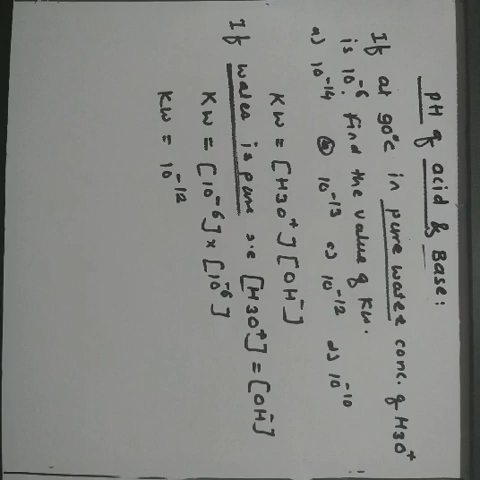 pH of acid & Base:
If at 90°C in pure water conc. of H3O⁺
is 10⁻⁶. Find the value of Kw.
a) 10⁻¹⁴ b) 10⁻¹³ c) 10⁻¹² d) 10⁻¹⁰
Kw = [H3O⁺][OH⁻]
If water is pure i.e [H3O⁺] = [OH⁻]
Kw = [10⁻⁶] × [10⁻⁶]
Kw = 10⁻¹²